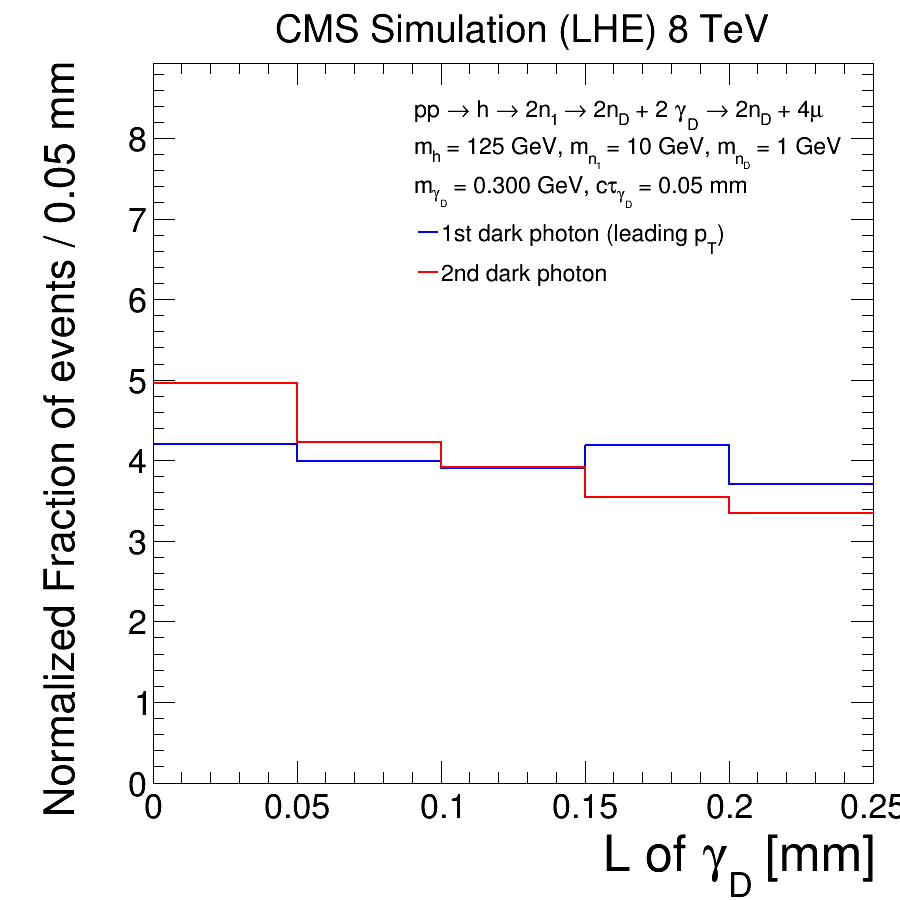 CMS Simulation (LHE) 8 TeV
Normalized Fraction of events / 0.05 mm
pp → h → 2n1 → 2nD + 2 γD → 2nD + 4μ
mh = 125 GeV, mn1 = 10 GeV, mnD = 1 GeV
mγD = 0.300 GeV, cτγD = 0.05 mm
1st dark photon (leading pT)
2nd dark photon
8
7
6
5
4
3
2
1
0
0 0.05 0.1 0.15 0.2 0.25
L of γD [mm]